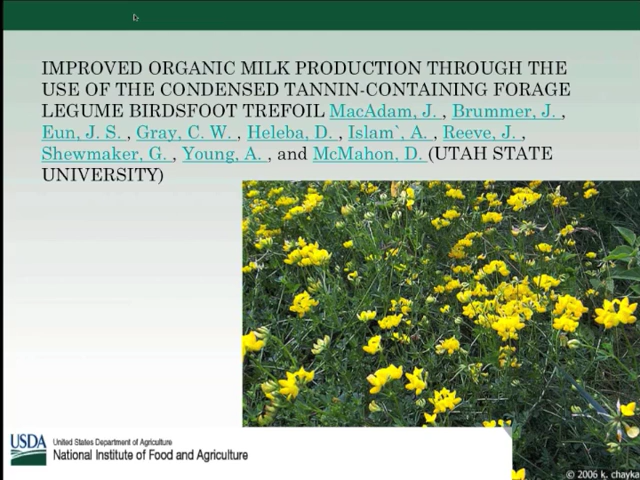 IMPROVED ORGANIC MILK PRODUCTION THROUGH THE
USE OF THE CONDENSED TANNIN-CONTAINING FORAGE
LEGUME BIRDSFOOT TREFOIL MacAdam, J. , Brummer, J. ,
Eun, J. S. , Gray, C. W. , Heleba, D. , Islam`, A. , Reeve, J. ,
Shewmaker, G. , Young, A. , and McMahon, D. (UTAH STATE
UNIVERSITY)
USDA
United States Department of Agriculture
National Institute of Food and Agriculture
© 2006 k. chayka